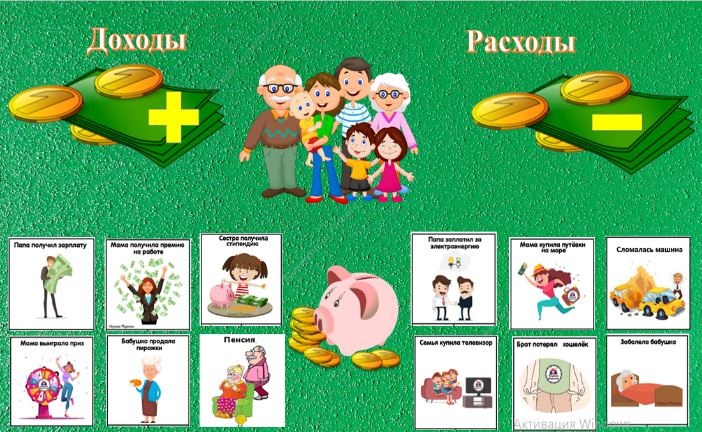 Доходы
Расходы
Папа получил зарплату
Мама получила премию
на работе
Сестра получила
стипендию
Папа заплатил за
электроэнергию
Мама купила путёвки
на море
Сломалась машина
Мама выиграла приз
Бабушка продала
пирожки
Пенсия
Семья купила телевизор
Брат потерял кошелёк
Заболела бабушка
Активация Windows